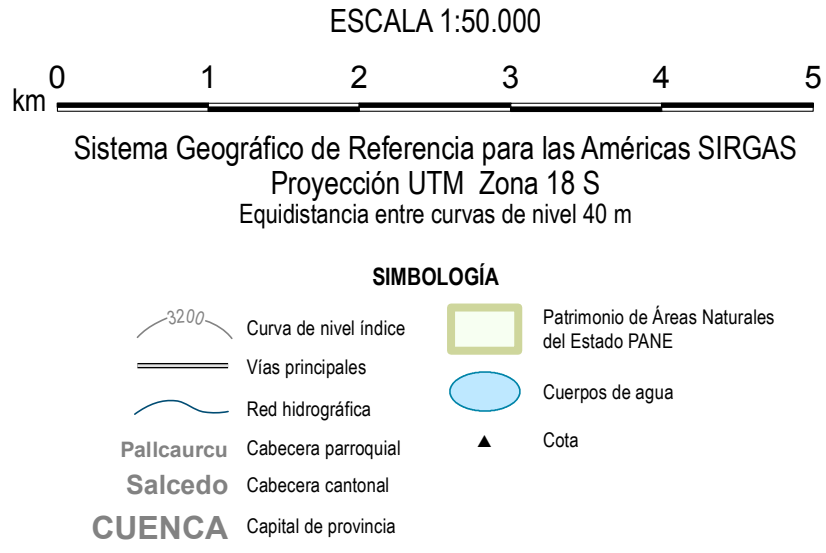 ESCALA 1:50.000
0 1 2 3 4 5
km
Sistema Geográfico de Referencia para las Américas SIRGAS
Proyección UTM Zona 18 S
Equidistancia entre curvas de nivel 40 m
SIMBOLOGÍA
3200 Curva de nivel índice
Vías principales
Red hidrográfica
Pallcaurcu Cabecera parroquial
Salcedo Cabecera cantonal
CUENCA Capital de provincia
Patrimonio de Áreas Naturales
del Estado PANE
Cuerpos de agua
Cota